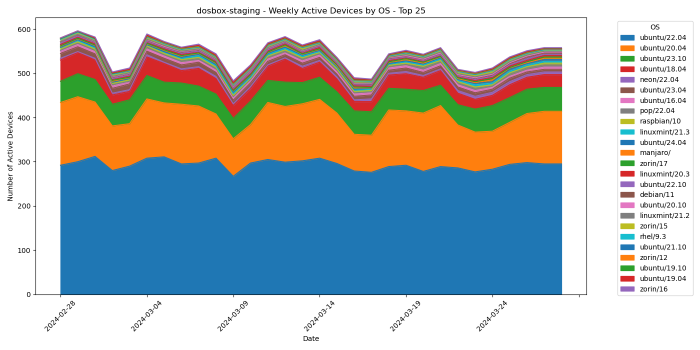 dosbox-staging - Weekly Active Devices by OS - Top 25
Number of Active Devices
600
500
400
300
200
100
0
2024-02-28
2024-03-04
2024-03-09
2024-03-14
2024-03-19
2024-03-24
Date
OS
ubuntu/22.04
ubuntu/20.04
ubuntu/23.10
ubuntu/18.04
neon/22.04
ubuntu/23.04
ubuntu/16.04
pop/22.04
raspbian/10
linuxmint/21.3
ubuntu/24.04
manjaro/
zorin/17
linuxmint/20.3
ubuntu/22.10
debian/11
ubuntu/20.10
linuxmint/21.2
zorin/15
rhel/9.3
ubuntu/21.10
zorin/12
ubuntu/19.10
ubuntu/19.04
zorin/16